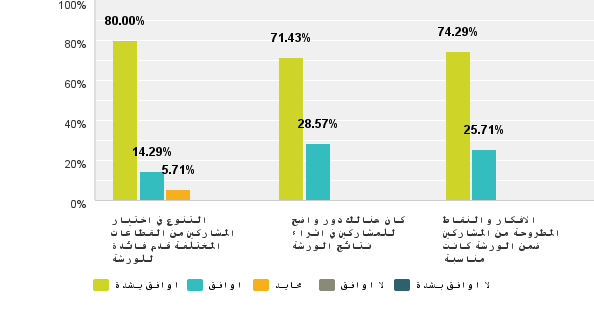 100%
80%
60%
40%
20%
0%
80.00%
14.29%
5.71%
71.43%
28.57%
74.29%
25.71%
التنوع في اختيار
المشاركين من القطاعات
المختلفة قدم فائدة
للورشة
كان هنالك دور واضح
للمشاركين في اثراء
نتائج الورشة
الافكار والنقاط
المطروحة من المشاركين
ضمن الورشة كانت
مناسبة
اوافق بشدة
اوافق
محايد
لا اوافق
لا اوافق بشدة